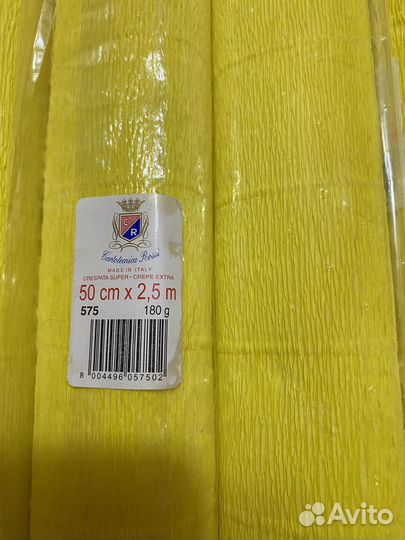 C
R
Cartotecnica Rossi
MADE IN ITALY
CRESPATA SUPER - CREPE EXTRA
50 cm x 2,5 m
575 180 g
8 004496 057502
Avito